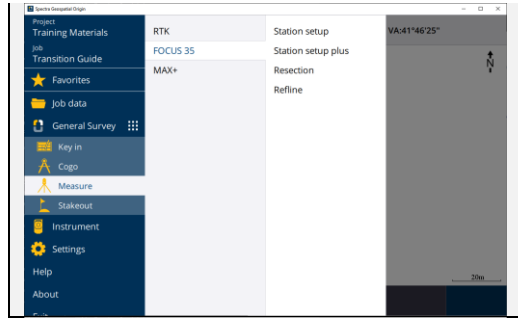 Spectra Geospatial Origin
Project
Training Materials
Job
Transition Guide
Favorites
Job data
General Survey
Key in
Cogo
Measure
Stakeout
Instrument
Settings
Help
About
RTK
FOCUS 35
MAX+
Station setup
Station setup plus
Resection
Refline
VA:41°46'25"
N
20m